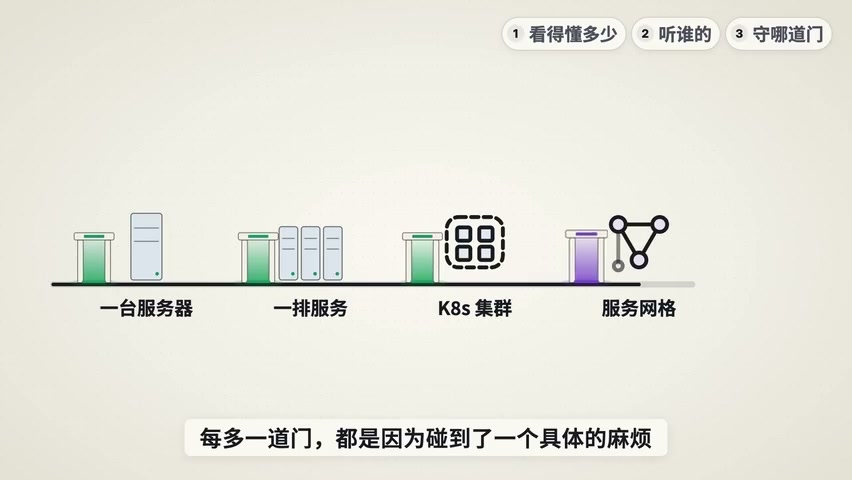 1 看得懂多少
2 听谁的
3 守哪道门
一台服务器
一排服务
K8s 集群
服务网格
每多一道门，都是因为碰到了一个具体的麻烦